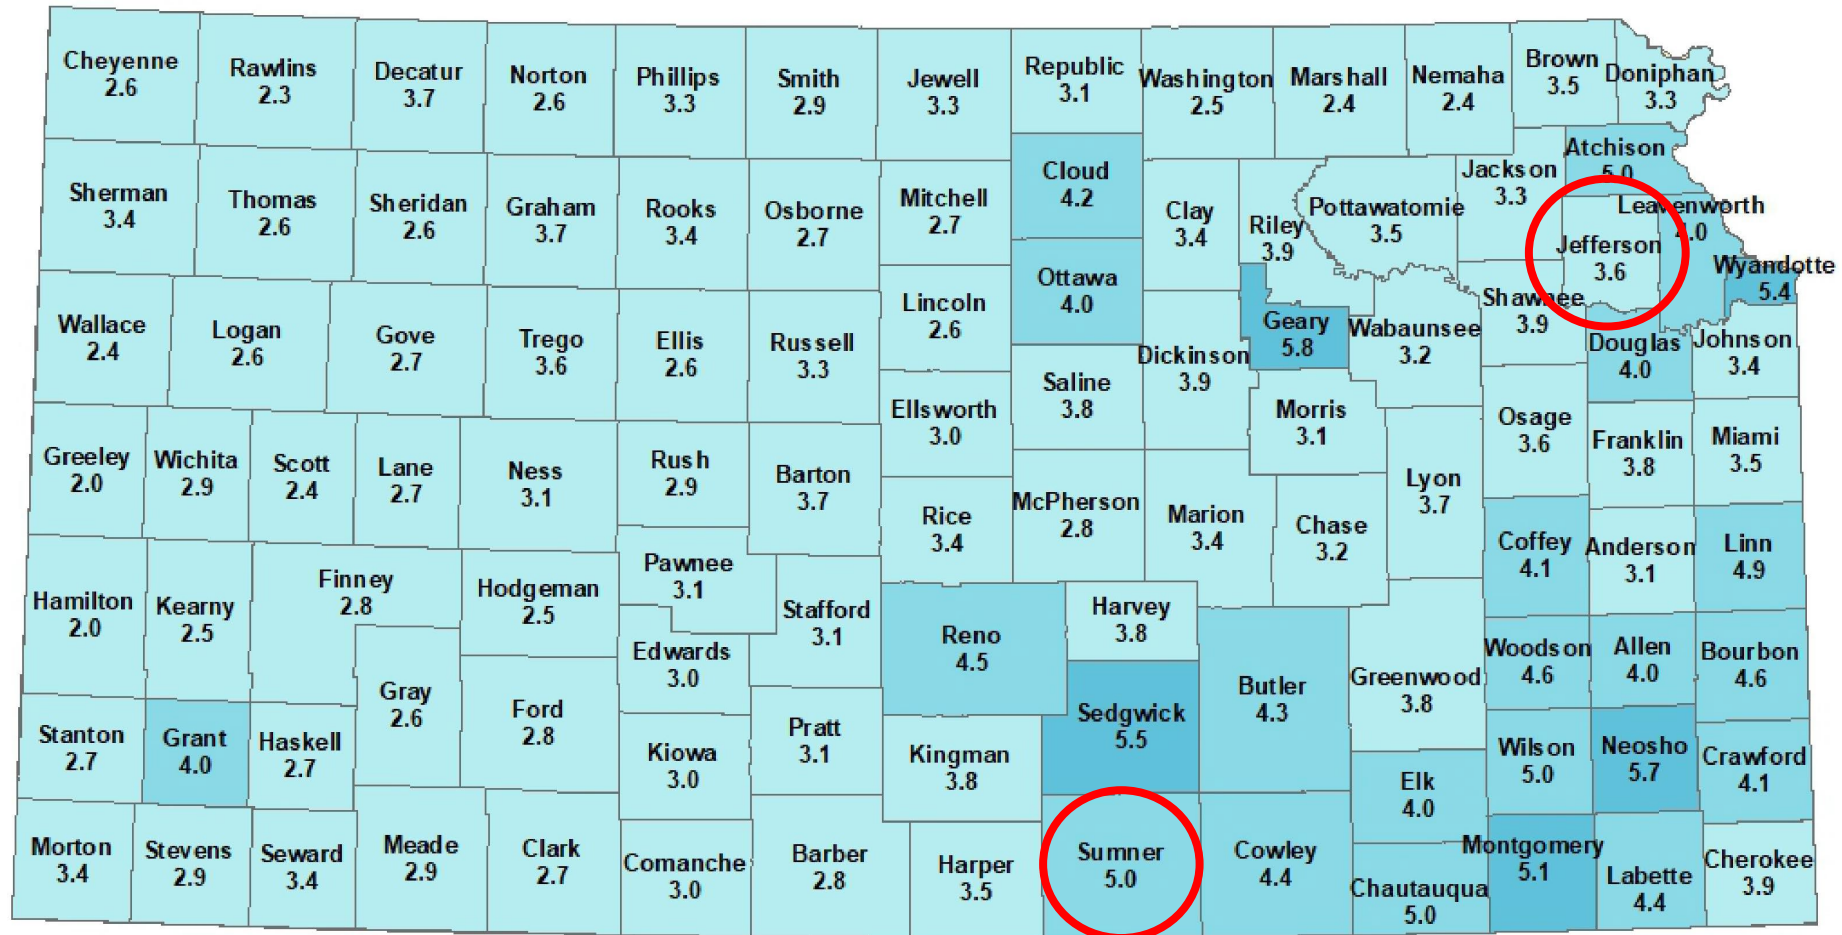 Cheyenne
2.6
Rawlins
2.3
Decatur
3.7
Norton
2.6
Phillips
3.3
Smith
2.9
Jewell
3.3
Republic
3.1
Washington
2.5
Marshall
2.4
Nemaha
2.4
Brown
3.5
Doniphan
3.3
Atchison
5.0
Sherman
3.4
Thomas
2.6
Sheridan
2.6
Graham
3.7
Rooks
3.4
Osborne
2.7
Mitchell
2.7
Cloud
4.2
Clay
3.4
Riley
3.9
Pottawatomie
3.5
Jackson
3.3
Jefferson
3.6
Leavenworth
4.0
Wyandotte
5.4
Wallace
2.4
Logan
2.6
Gove
2.7
Trego
3.6
Ellis
2.6
Russell
3.3
Lincoln
2.6
Ottawa
4.0
Dickinson
3.9
Geary
5.8
Wabaunsee
3.2
Shawnee
3.9
Douglas
4.0
Johnson
3.4
Ellsworth
3.0
Saline
3.8
Morris
3.1
Osage
3.6
Franklin
3.8
Miami
3.5
Greeley
2.0
Wichita
2.9
Scott
2.4
Lane
2.7
Ness
3.1
Rush
2.9
Barton
3.7
Rice
3.4
McPherson
2.8
Marion
3.4
Chase
3.2
Lyon
3.7
Coffey
4.1
Anderson
3.1
Linn
4.9
Hamilton
2.0
Kearny
2.5
Finney
2.8
Hodgeman
2.5
Pawnee
3.1
Stafford
3.1
Edwards
3.0
Reno
4.5
Harvey
3.8
Butler
4.3
Greenwood
3.8
Woodson
4.6
Allen
4.0
Bourbon
4.6
Gray
2.6
Ford
2.8
Kiowa
3.0
Pratt
3.1
Kingman
3.8
Sedgwick
5.5
Stanton
2.7
Grant
4.0
Haskell
2.7
Elk
4.0
Wilson
5.0
Neosho
5.7
Crawford
4.1
Morton
3.4
Stevens
2.9
Seward
3.4
Meade
2.9
Clark
2.7
Comanche
3.0
Barber
2.8
Harper
3.5
Sumner
5.0
Cowley
4.4
Chautauqua
5.0
Montgomery
5.1
Labette
4.4
Cherokee
3.9